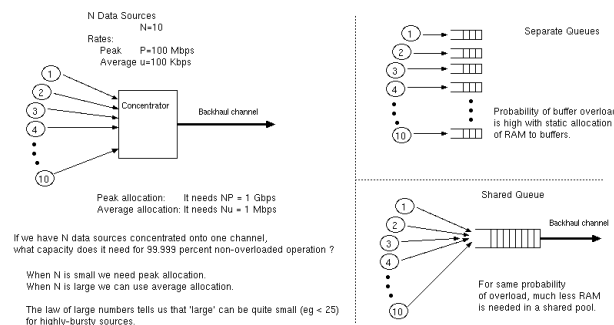 N Data Sources
N=10
Rates:
Peak P=100 Mbps
Average u=100 Kbps
1
2
3
4
10
Concentrator
Backhaul channel
Peak allocation: It needs NP = 1 Gbps
Average allocation: It needs Nu = 1 Mbps
If we have N data sources concentrated onto one channel,
what capacity does it need for 99.999 percent non-overloaded operation ?
When N is small we need peak allocation.
When N is large we can use average allocation.
The law of large numbers tells us that 'large' can be quite small (eg < 25)
for highly-bursty sources.
Separate Queues
1
2
3
4
10
Probability of buffer overload
is high with static allocation
of RAM to buffers.
Shared Queue
1
2
3
4
10
Backhaul channel
For same probability
of overload, much less RAM
is needed in a shared pool.